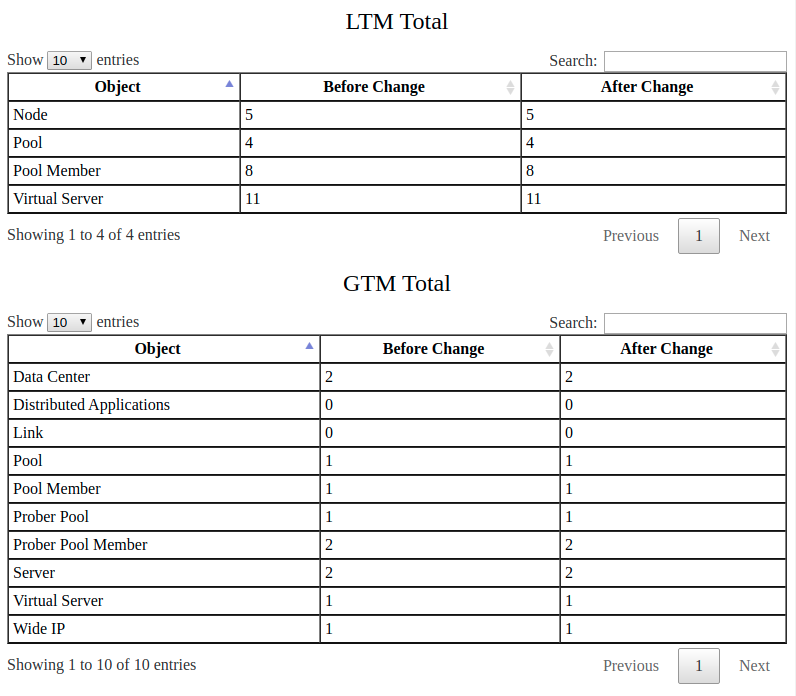 LTM Total
Show 10 entries Search:
Object Before Change After Change
Node 5 5
Pool 4 4
Pool Member 8 8
Virtual Server 11 11
Showing 1 to 4 of 4 entries Previous 1 Next
GTM Total
Show 10 entries Search:
Object Before Change After Change
Data Center 2 2
Distributed Applications 0 0
Link 0 0
Pool 1 1
Pool Member 1 1
Prober Pool 1 1
Prober Pool Member 2 2
Server 2 2
Virtual Server 1 1
Wide IP 1 1
Showing 1 to 10 of 10 entries Previous 1 Next